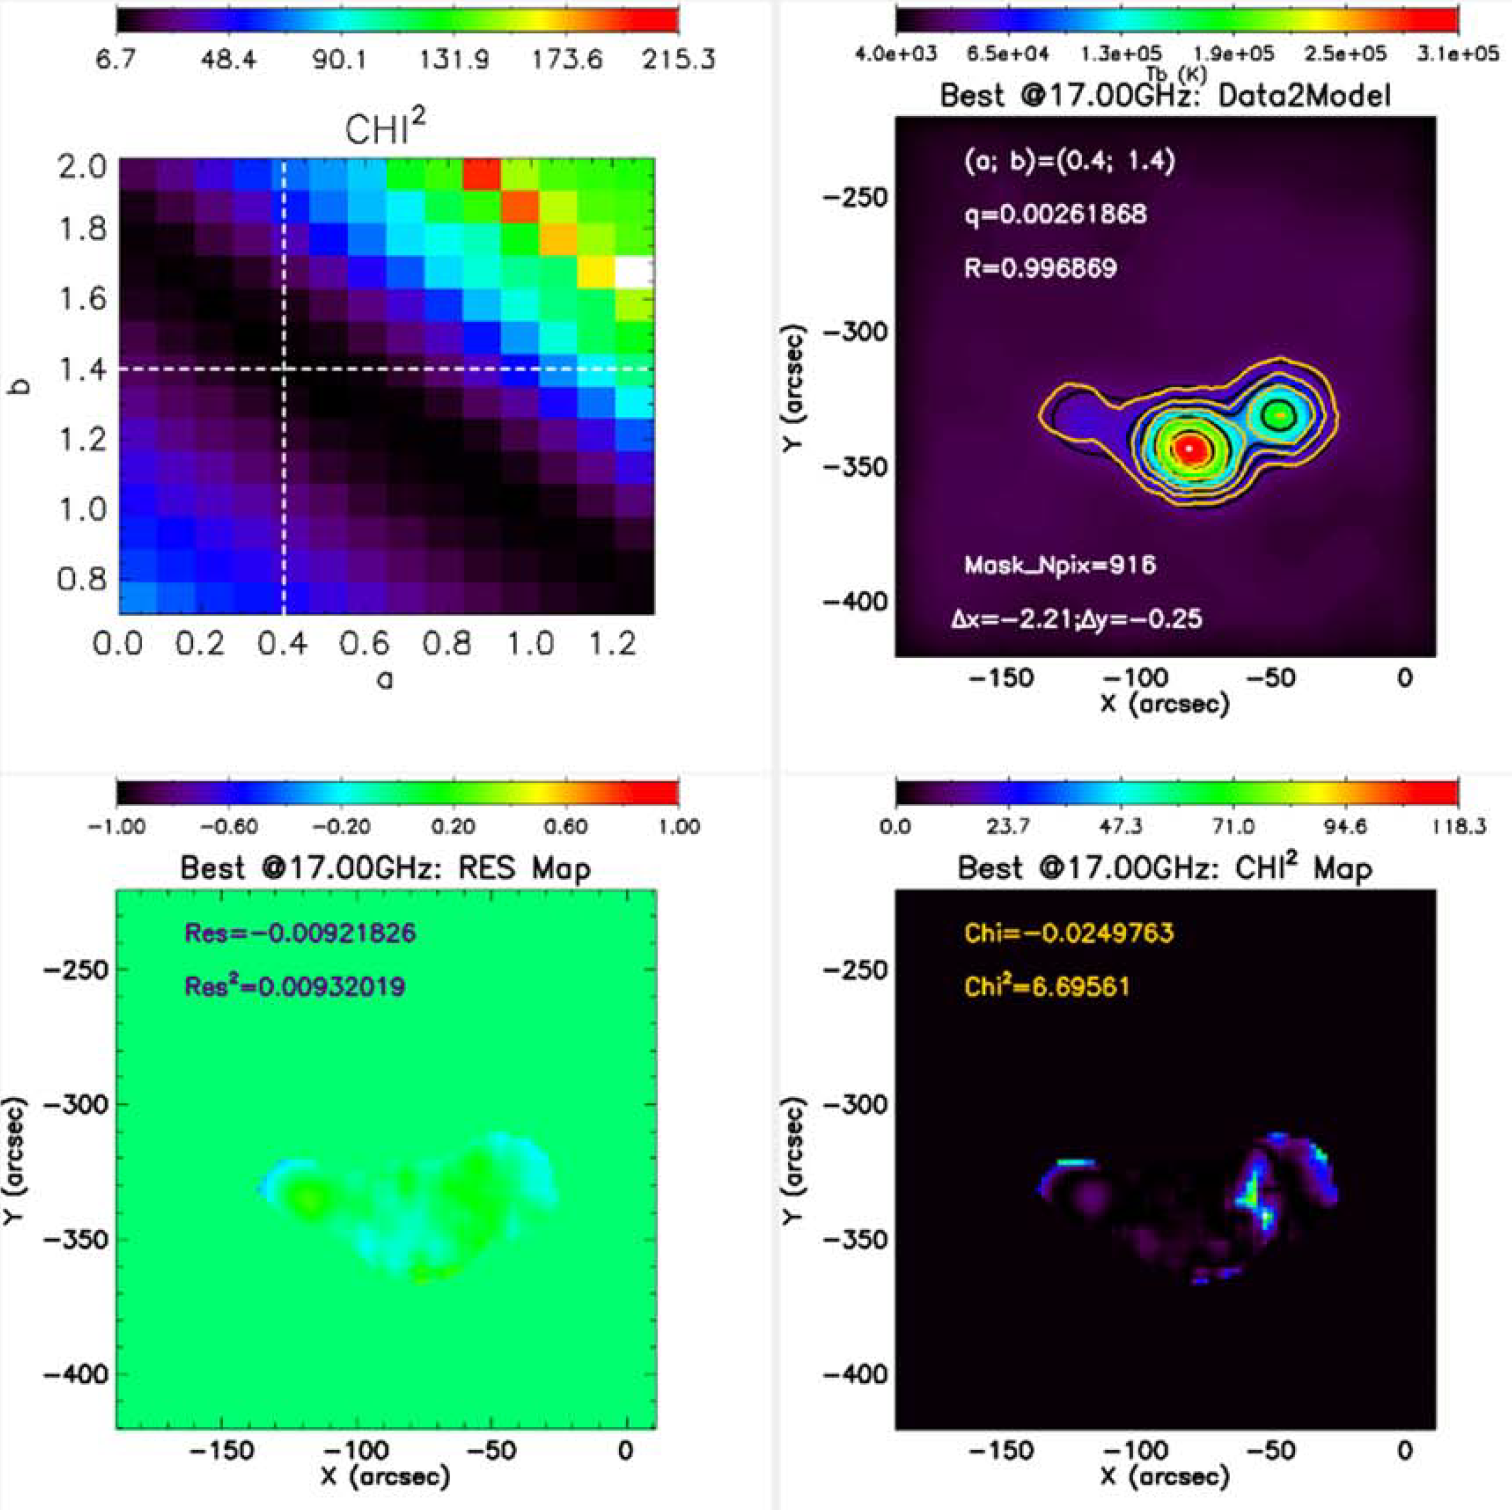 6.7 48.4 90.1 131.9 173.6 215.3
CHI²
2.0
1.8
1.6
1.4
1.2
1.0
0.8
b
0.0 0.2 0.4 0.6 0.8 1.0 1.2
a
4.0e+03 6.5e+04 1.3e+05 1.9e+05 2.5e+05 3.1e+05
Tb (K)
Best @17.00GHz: Data2Model
(a; b)=(0.4; 1.4)
q=0.00261868
R=0.996869
Mask_Npix=916
Δx=−2.21;Δy=−0.25
−250
−300
−350
−400
Y (arcsec)
−150 −100 −50 0
X (arcsec)
−1.00 −0.60 −0.20 0.20 0.60 1.00
Best @17.00GHz: RES Map
Res=−0.00921826
Res²=0.00932019
−250
−300
−350
−400
Y (arcsec)
−150 −100 −50 0
X (arcsec)
0.0 23.7 47.3 71.0 94.6 118.3
Best @17.00GHz: CHI² Map
Chi=−0.0249763
Chi²=6.69561
−250
−300
−350
−400
Y (arcsec)
−150 −100 −50 0
X (arcsec)